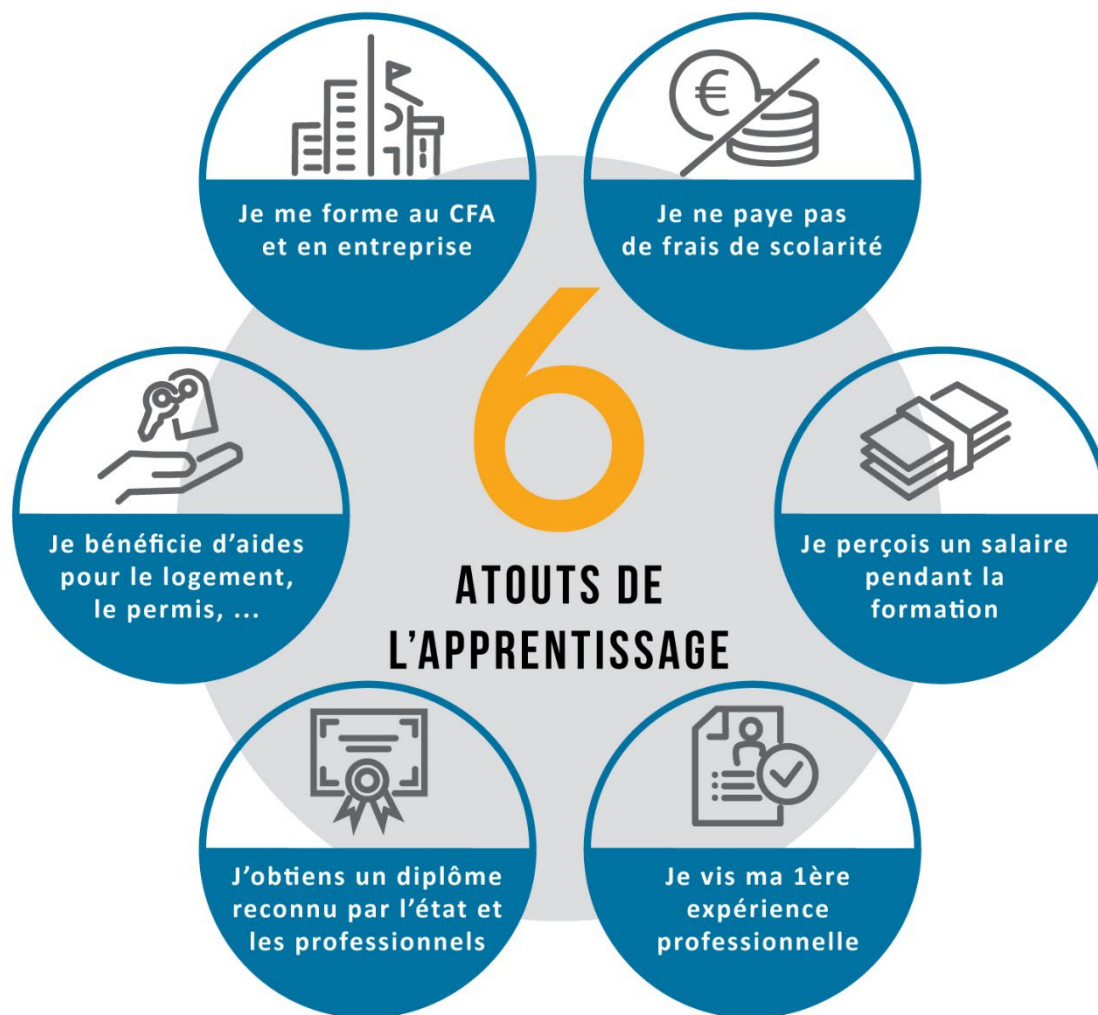 Je me forme au CFA
et en entreprise
Je ne paye pas
de frais de scolarité
6
ATOUTS DE
L'APPRENTISSAGE
Je bénéficie d'aides
pour le logement,
le permis, ...
Je perçois un salaire
pendant la
formation
J'obtiens un diplôme
reconnu par l'état et
les professionnels
Je vis ma 1ère
expérience
professionnelle